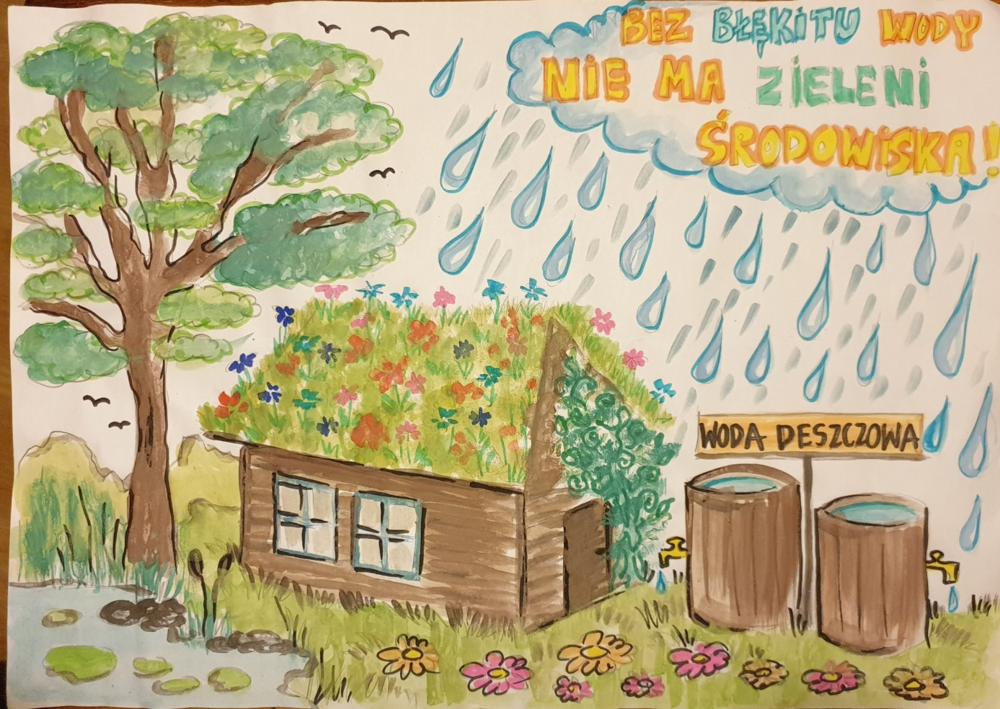 BEZ BŁĘKITU WODY
NIE MA ZIELENI
ŚRODOWISKA!
WODA DESZCZOWA